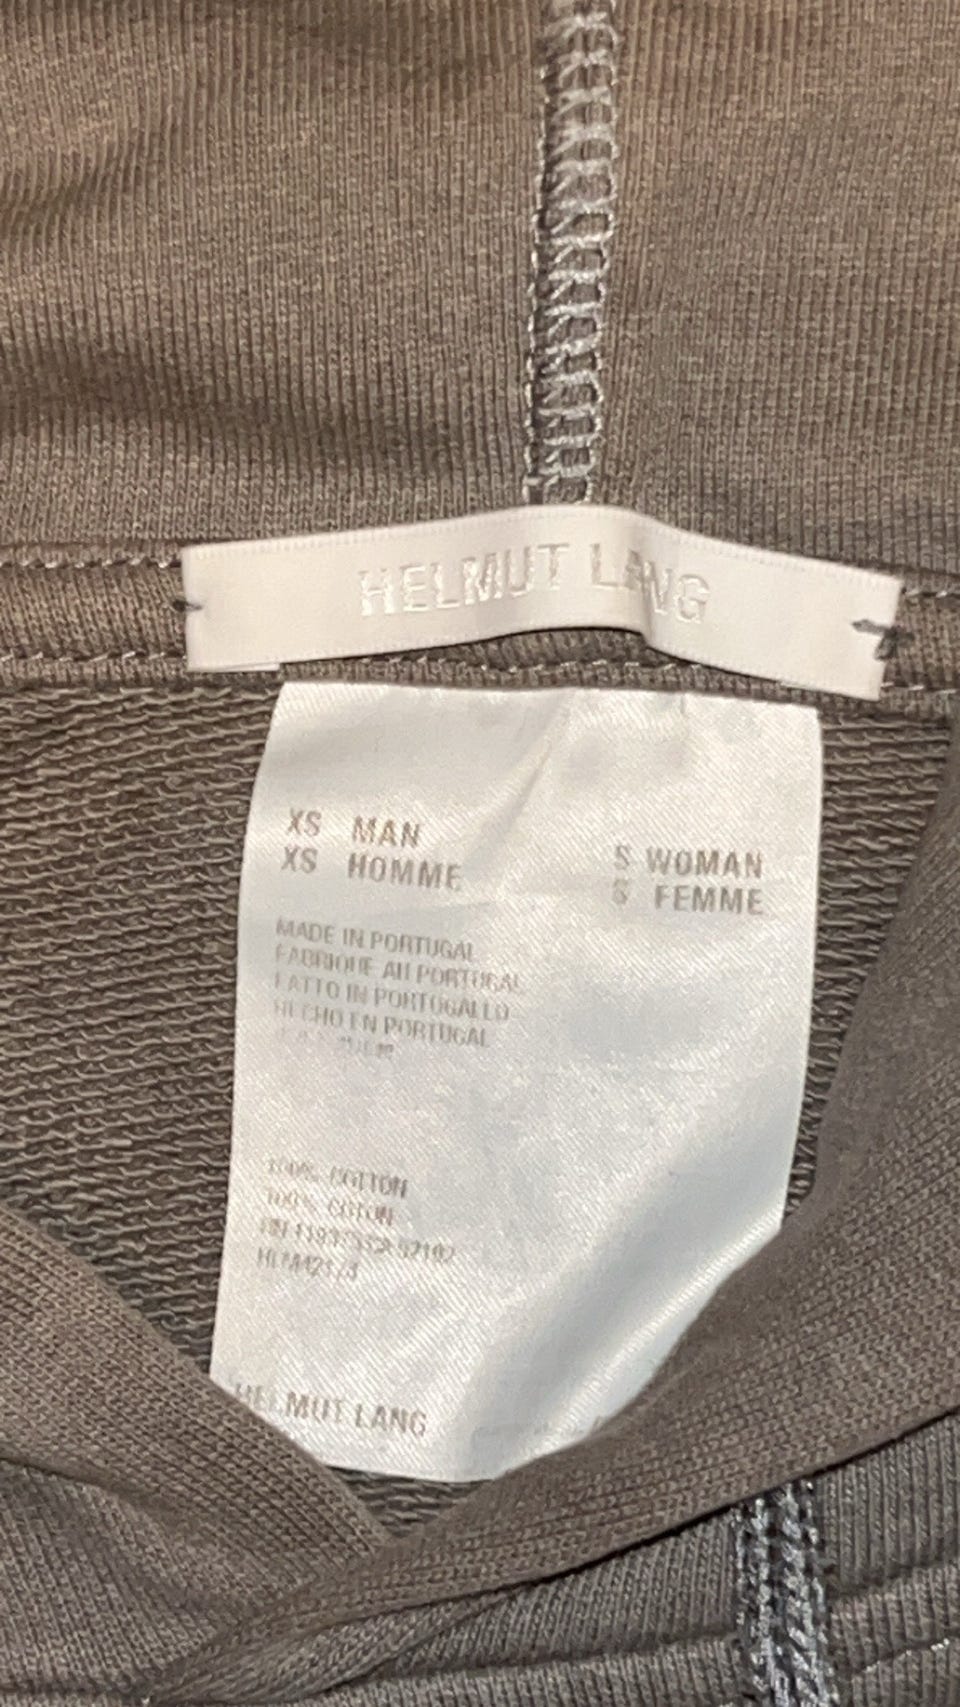 HELMUT LANG
XS MAN
XS HOMME
S WOMAN
S FEMME
MADE IN PORTUGAL
FABRIQUE AU PORTUGAL
FATTO IN PORTOGALLO
HECHO EN PORTUGAL
100% COTTON
100% COTON
HELMUT LANG